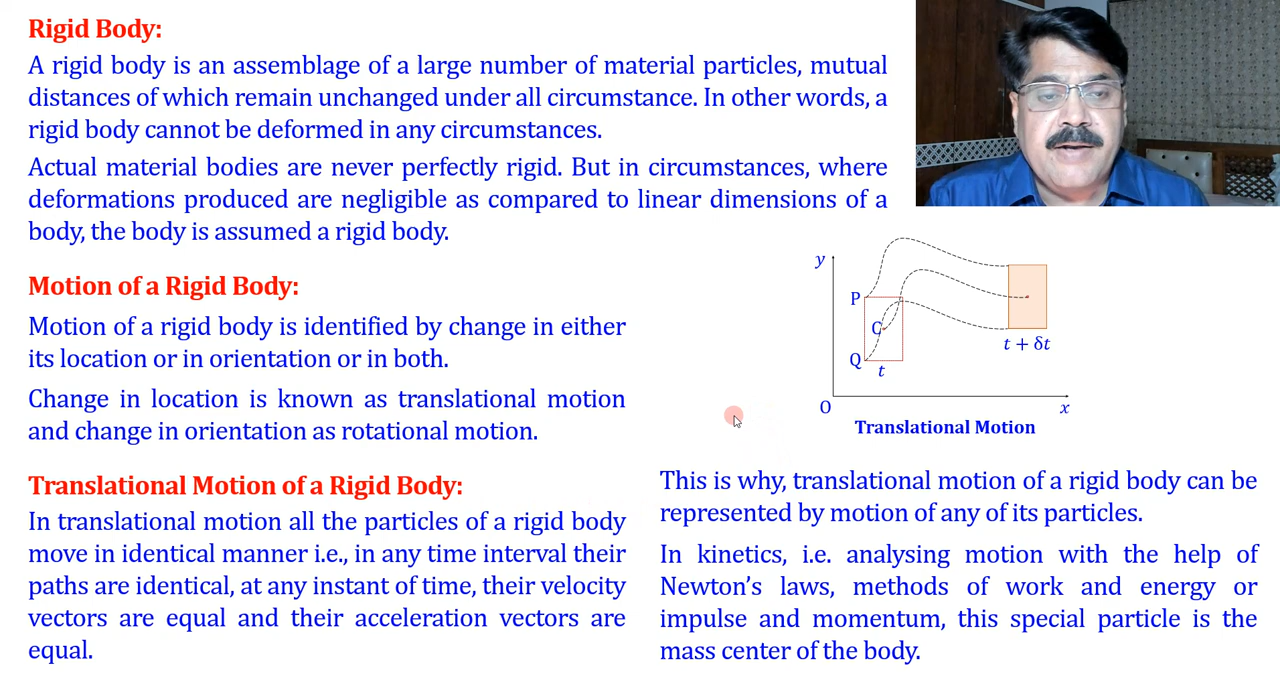 Rigid Body:
A rigid body is an assemblage of a large number of material particles, mutual
distances of which remain unchanged under all circumstance. In other words, a
rigid body cannot be deformed in any circumstances.
Actual material bodies are never perfectly rigid. But in circumstances, where
deformations produced are negligible as compared to linear dimensions of a
body, the body is assumed a rigid body.
Motion of a Rigid Body:
Motion of a rigid body is identified by change in either
its location or in orientation or in both.
Change in location is known as translational motion
and change in orientation as rotational motion.
y
P
C
Q
t
t + δt
O
x
Translational Motion
Translational Motion of a Rigid Body:
In translational motion all the particles of a rigid body
move in identical manner i.e., in any time interval their
paths are identical, at any instant of time, their velocity
vectors are equal and their acceleration vectors are
equal.
This is why, translational motion of a rigid body can be
represented by motion of any of its particles.
In kinetics, i.e. analysing motion with the help of
Newton's laws, methods of work and energy or
impulse and momentum, this special particle is the
mass center of the body.